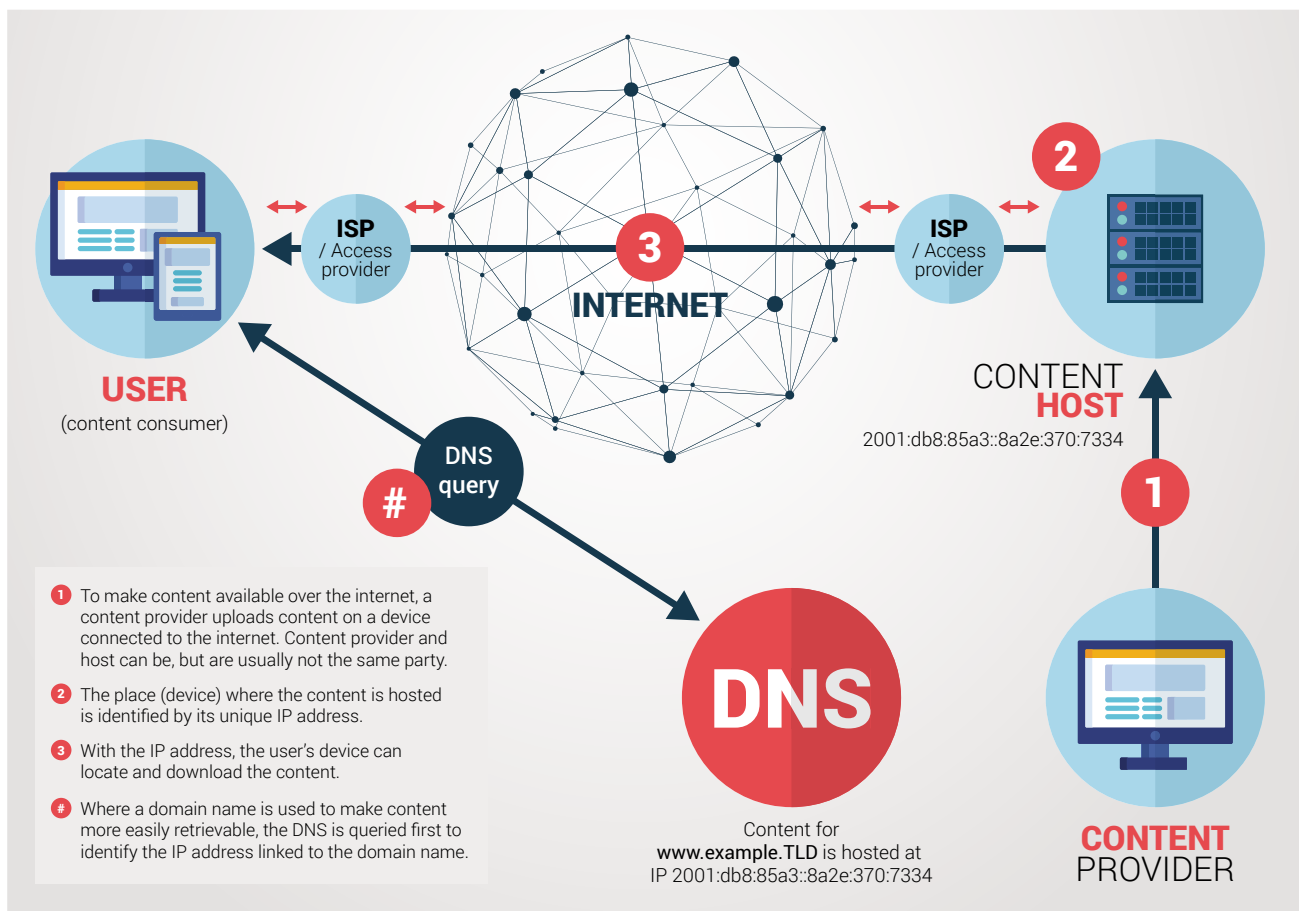 2
ISP
/ Access
provider
3
INTERNET
ISP
/ Access
provider
USER
(content consumer)
CONTENT
HOST
2001:db8:85a3::8a2e:370:7334
DNS
query
#
1
1 To make content available over the internet, a
content provider uploads content on a device
connected to the internet. Content provider and
host can be, but are usually not the same party.
2 The place (device) where the content is hosted
is identified by its unique IP address.
3 With the IP address, the user's device can
locate and download the content.
# Where a domain name is used to make content
more easily retrievable, the DNS is queried first to
identify the IP address linked to the domain name.
DNS
Content for
www.example.TLD is hosted at
IP 2001:db8:85a3::8a2e:370:7334
CONTENT
PROVIDER